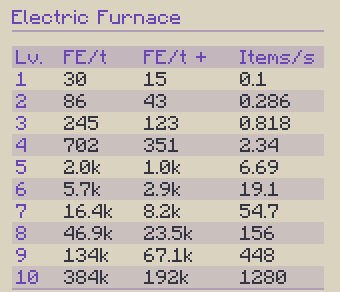 Electric Furnace
Lv. FE/t FE/t + Items/s
1 30 15 0.1
2 86 43 0.286
3 245 123 0.818
4 702 351 2.34
5 2.0k 1.0k 6.69
6 5.7k 2.9k 19.1
7 16.4k 8.2k 54.7
8 46.9k 23.5k 156
9 134k 67.1k 448
10 384k 192k 1280